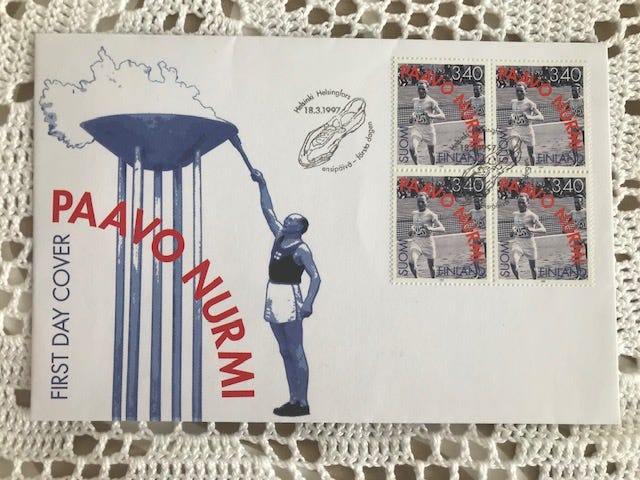 FIRST DAY COVER
PAAVO NURMI
Helsinki Helsingfors
18.3.1997
ensipäivä - första dagen
PAAVO NURMI
3,40
SUOMI
FINLAND
PAAVO NURMI
3,40
SUOMI
FINLAND
PAAVO NURMI
3,40
SUOMI
FINLAND
PAAVO NURMI
3,40
SUOMI
FINLAND